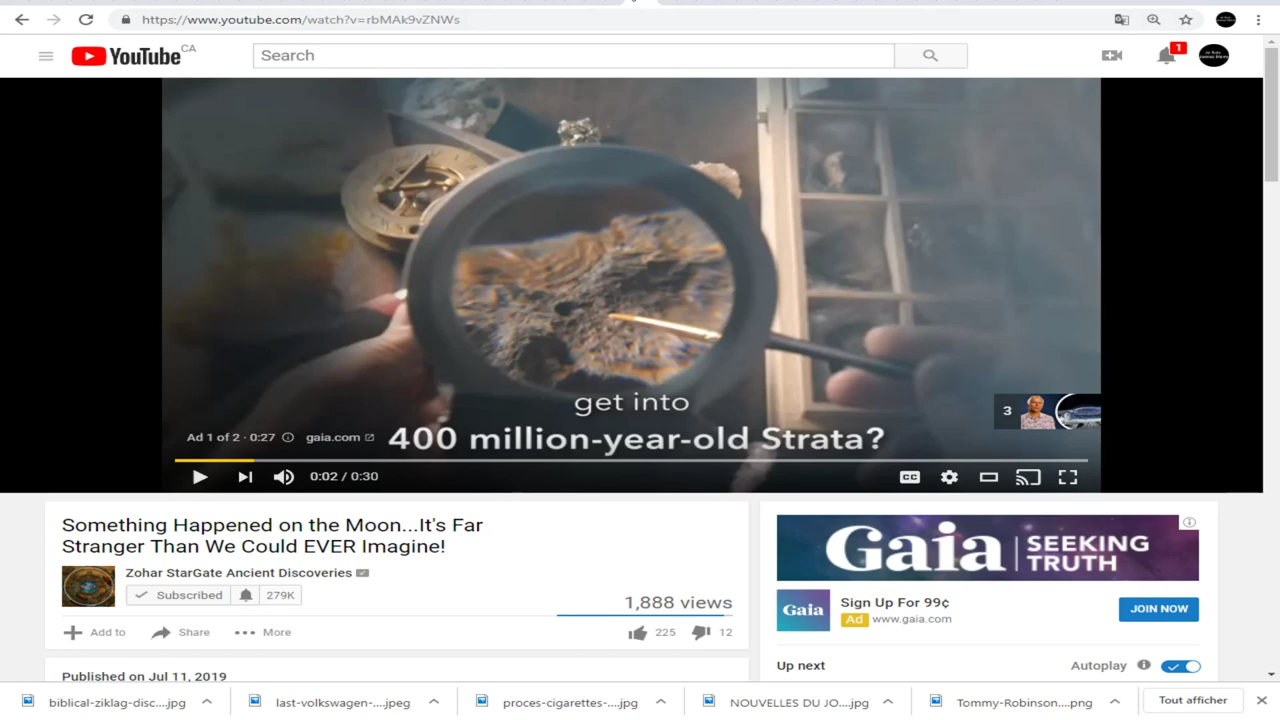 https://www.youtube.com/watch?v=rbMAk9vZNWs
YouTube CA
Search
1
get into
400 million-year-old Strata?
3
Ad 1 of 2 · 0:27 gaia.com
0:02 / 0:30
CC
Something Happened on the Moon...It's Far
Stranger Than We Could EVER Imagine!
Zohar StarGate Ancient Discoveries
Subscribed 279K
1,888 views
Add to Share More 225 12
Published on Jul 11, 2019
Gaia SEEKING
TRUTH
Gaia
Sign Up For 99¢
Ad www.gaia.com
JOIN NOW
Up next Autoplay
biblical-ziklag-disc....jpg last-volkswagen-....jpeg proces-cigarettes-....jpg NOUVELLES DU JO....jpg Tommy-Robinson....png Tout afficher